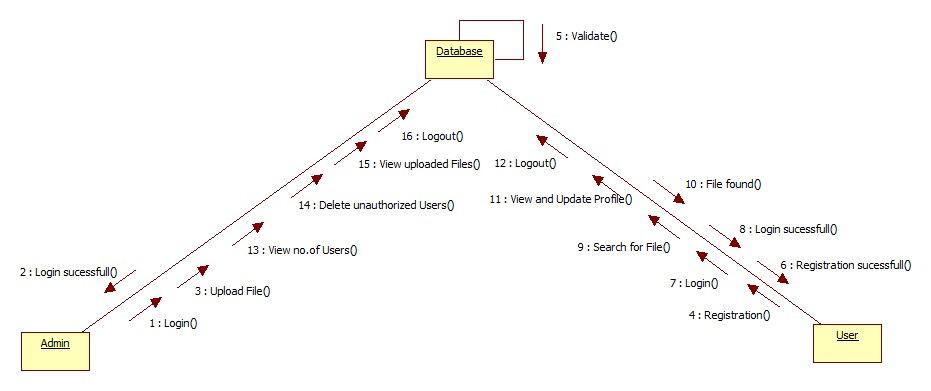 Database
5 : Validate()
16 : Logout()
15 : View uploaded Files()
14 : Delete unauthorized Users()
13 : View no.of Users()
2 : Login sucessfull()
3 : Upload File()
1 : Login()
Admin
12 : Logout()
10 : File found()
11 : View and Update Profile()
8 : Login sucessfull()
9 : Search for File()
6 : Registration sucessfull()
7 : Login()
4 : Registration()
User